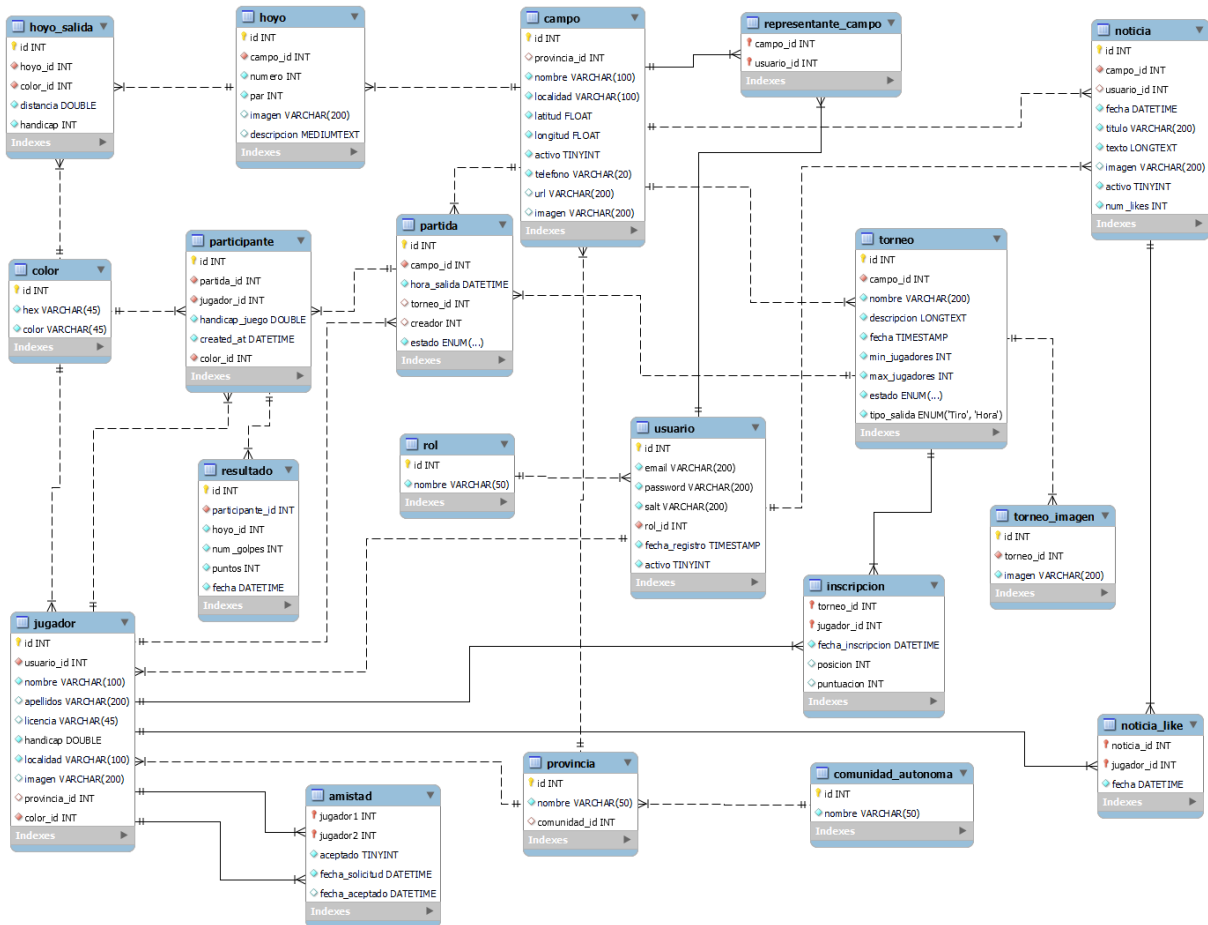 hoyo_salida
id INT
hoyo_id INT
color_id INT
distancia DOUBLE
handicap INT
Indexes
hoyo
id INT
campo_id INT
numero INT
par INT
imagen VARCHAR(200)
descripcion MEDIUMTEXT
Indexes
campo
id INT
provincia_id INT
nombre VARCHAR(100)
localidad VARCHAR(100)
latitud FLOAT
longitud FLOAT
activo TINYINT
telefono VARCHAR(20)
url VARCHAR(200)
imagen VARCHAR(200)
Indexes
representante_campo
campo_id INT
usuario_id INT
Indexes
noticia
id INT
campo_id INT
usuario_id INT
fecha DATETIME
titulo VARCHAR(200)
texto LONGTEXT
imagen VARCHAR(200)
activo TINYINT
num_likes INT
Indexes
color
id INT
hex VARCHAR(45)
color VARCHAR(45)
Indexes
participante
id INT
partida_id INT
jugador_id INT
handicap_juego DOUBLE
created_at DATETIME
color_id INT
Indexes
partida
id INT
campo_id INT
hora_salida DATETIME
torneo_id INT
creador INT
estado ENUM(...)
Indexes
torneo
id INT
campo_id INT
nombre VARCHAR(200)
descripcion LONGTEXT
fecha TIMESTAMP
min_jugadores INT
max_jugadores INT
estado ENUM(...)
tipo_salida ENUM('Tiro', 'Hora')
Indexes
resultado
id INT
participante_id INT
hoyo_id INT
num_golpes INT
puntos INT
fecha DATETIME
Indexes
rol
id INT
nombre VARCHAR(50)
Indexes
usuario
id INT
email VARCHAR(200)
password VARCHAR(200)
salt VARCHAR(200)
rol_id INT
fecha_registro TIMESTAMP
activo TINYINT
Indexes
torneo_imagen
id INT
torneo_id INT
imagen VARCHAR(200)
Indexes
inscripcion
torneo_id INT
jugador_id INT
fecha_inscripcion DATETIME
posicion INT
puntuacion INT
Indexes
jugador
id INT
usuario_id INT
nombre VARCHAR(100)
apellidos VARCHAR(200)
licencia VARCHAR(45)
handicap DOUBLE
localidad VARCHAR(100)
imagen VARCHAR(200)
provincia_id INT
color_id INT
Indexes
amistad
jugador1 INT
jugador2 INT
aceptado TINYINT
fecha_solicitud DATETIME
fecha_aceptado DATETIME
Indexes
provincia
id INT
nombre VARCHAR(50)
comunidad_id INT
Indexes
comunidad_autonoma
id INT
nombre VARCHAR(50)
Indexes
noticia_like
noticia_id INT
jugador_id INT
fecha DATETIME
Indexes